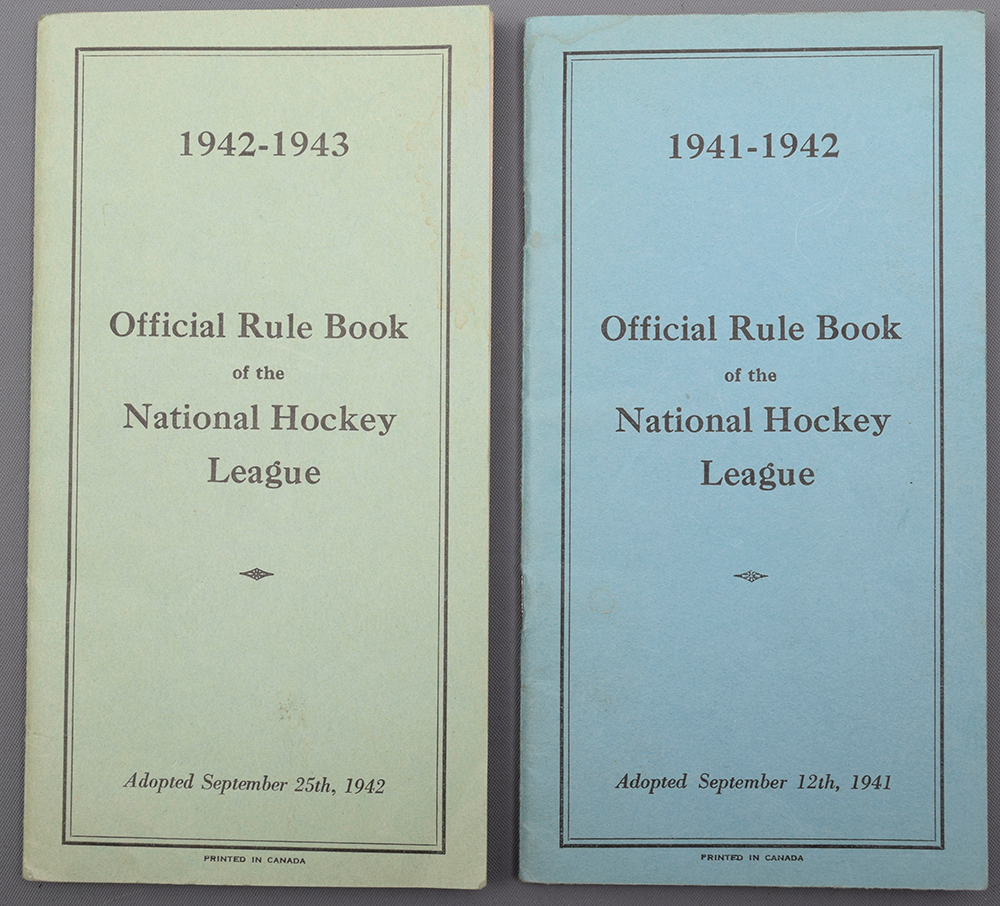 1942-1943
Official Rule Book
of the
National Hockey
League
Adopted September 25th, 1942
PRINTED IN CANADA
1941-1942
Official Rule Book
of the
National Hockey
League
Adopted September 12th, 1941
PRINTED IN CANADA